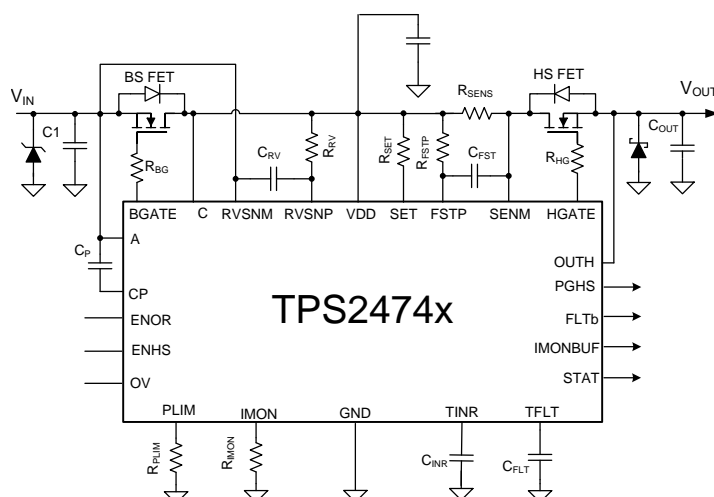 BS FET
HS FET
V_IN
R_SENS
V_OUT
C1
C_OUT
R_BG
C_RV
R_RV
R_SET
R_FSTP
C_FST
R_HG
BGATE
C
RVSNM
RVSNP
VDD
SET
FSTP
SENM
HGATE
A
C_P
CP
OUTH
PGHS
TPS2474x
ENOR
FLTb
ENHS
IMONBUF
OV
STAT
PLIM
IMON
GND
TINR
TFLT
R_PLIM
R_IMON
C_INR
C_FLT